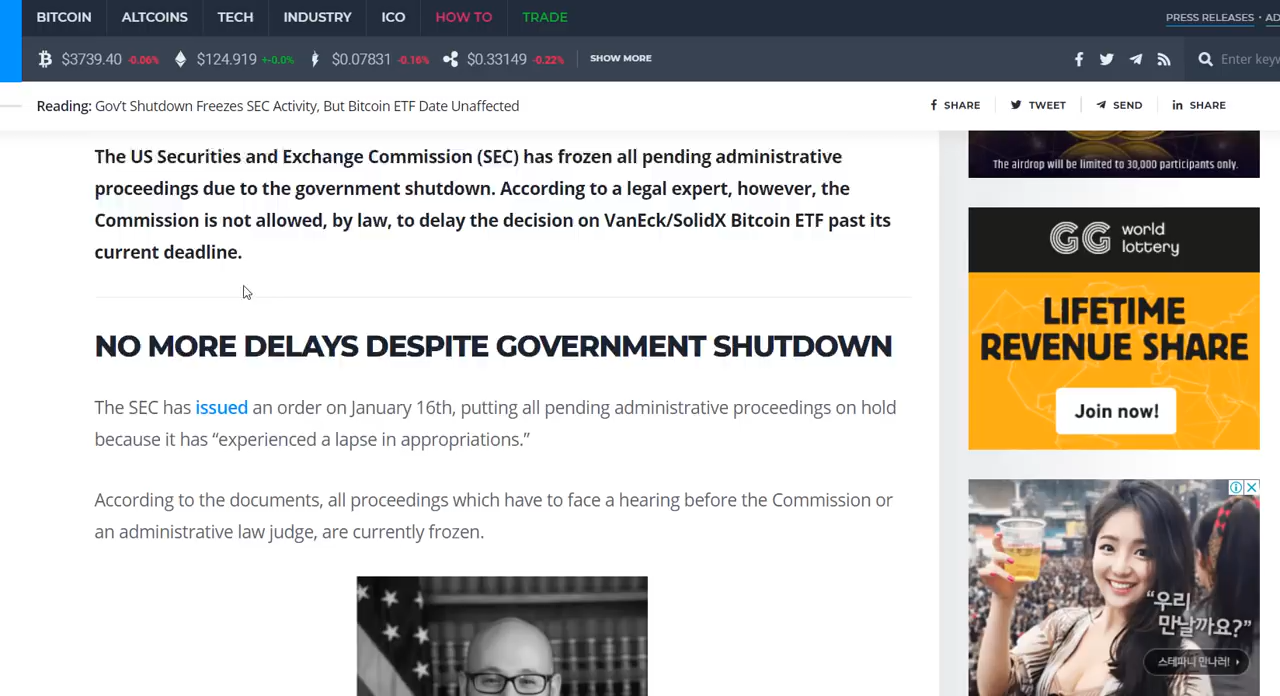 BITCOIN ALTCOINS TECH INDUSTRY ICO HOW TO TRADE PRESS RELEASES ·
$3739.40 -0.06% $124.919 +-0.0% $0.07831 -0.16% $0.33149 -0.22% SHOW MORE Enter
Reading: Gov't Shutdown Freezes SEC Activity, But Bitcoin ETF Date Unaffected SHARE TWEET SEND SHARE
The US Securities and Exchange Commission (SEC) has frozen all pending administrative
proceedings due to the government shutdown. According to a legal expert, however, the
Commission is not allowed, by law, to delay the decision on VanEck/SolidX Bitcoin ETF past its
current deadline.
NO MORE DELAYS DESPITE GOVERNMENT SHUTDOWN
The SEC has issued an order on January 16th, putting all pending administrative proceedings on hold
because it has “experienced a lapse in appropriations.”
According to the documents, all proceedings which have to face a hearing before the Commission or
an administrative law judge, are currently frozen.
The airdrop will be limited to 30,000 participants only.
GG world
lottery
LIFETIME
REVENUE SHARE
Join now!
“우리
만날까요?”
스테파니 만나러!